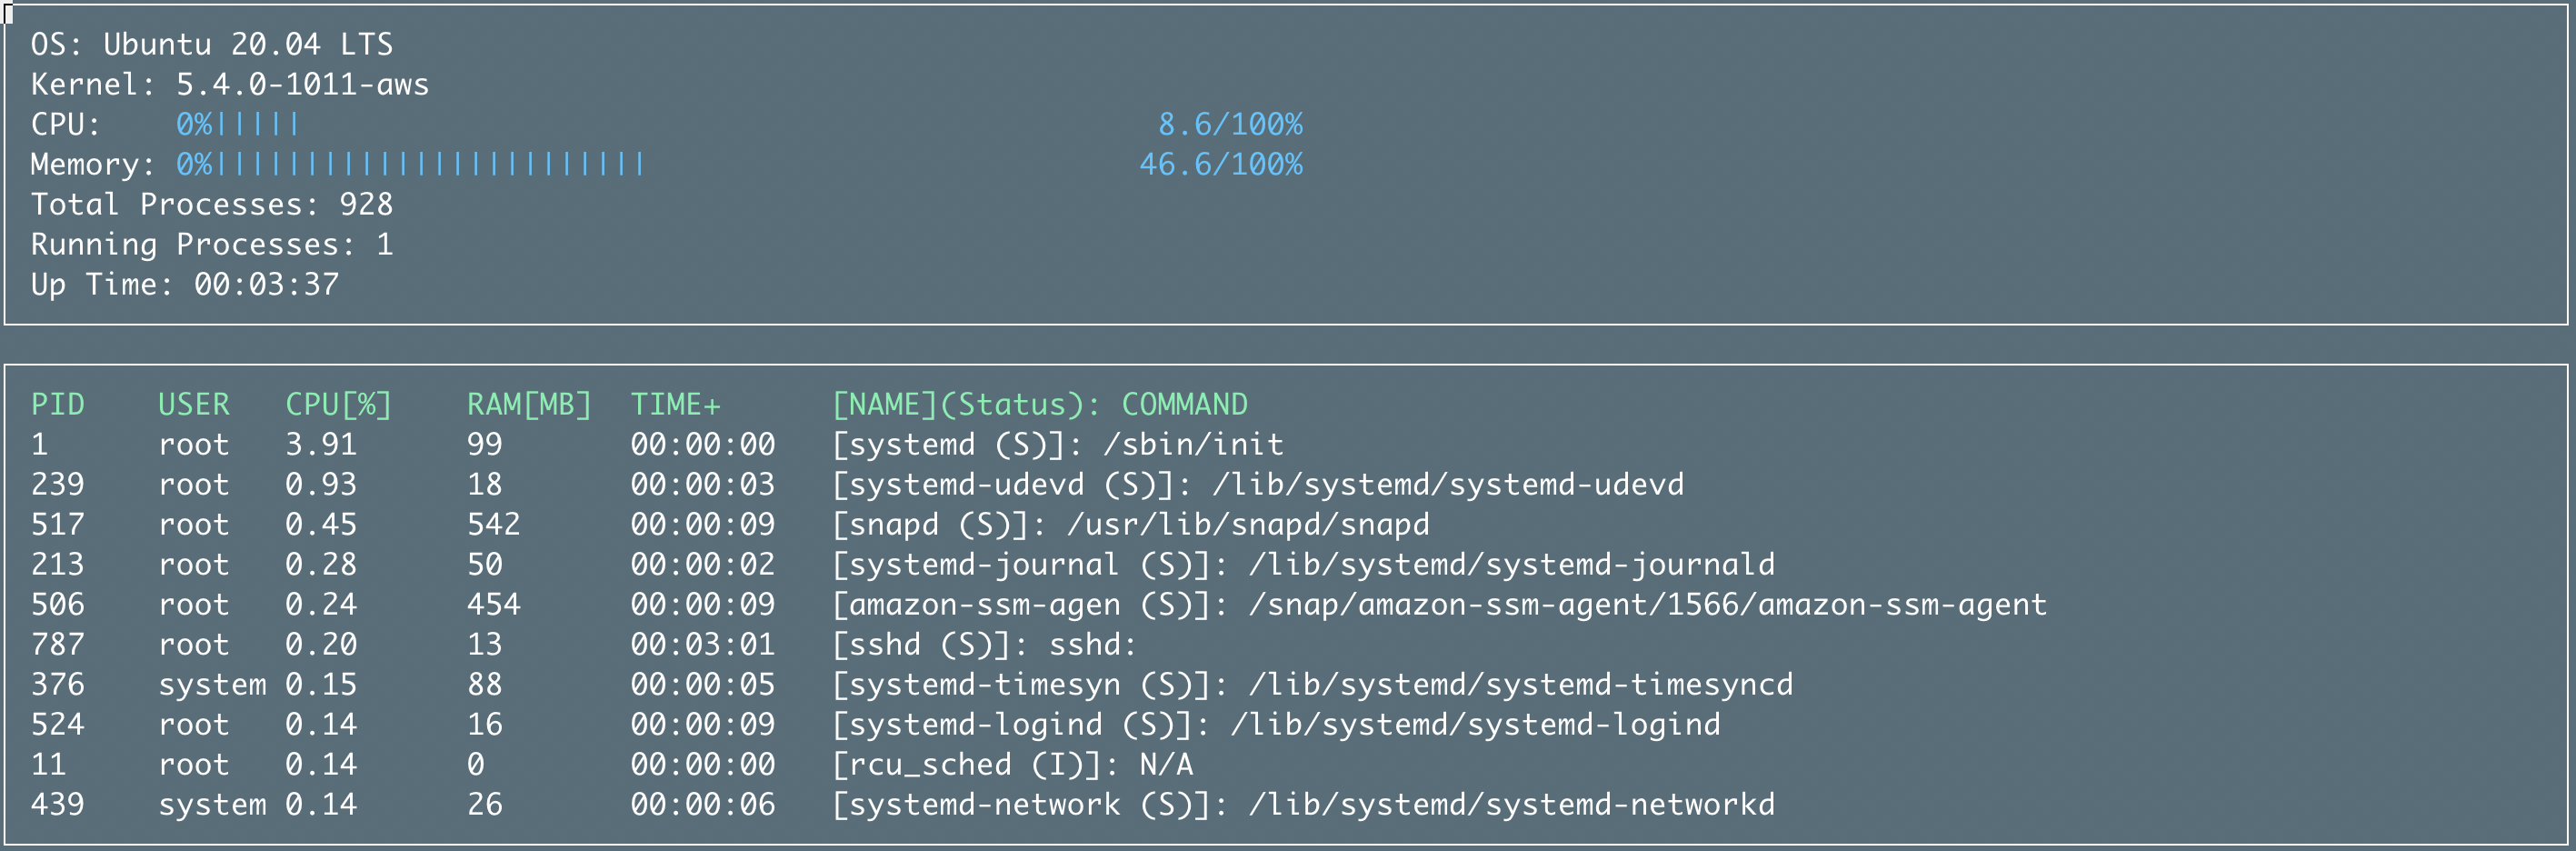 OS: Ubuntu 20.04 LTS
Kernel: 5.4.0-1011-aws
CPU: 0%||||| 8.6/100%
Memory: 0%|||||||||||||||||||||||| 46.6/100%
Total Processes: 928
Running Processes: 1
Up Time: 00:03:37
PID USER CPU[%] RAM[MB] TIME+ [NAME](Status): COMMAND
1 root 3.91 99 00:00:00 [systemd (S)]: /sbin/init
239 root 0.93 18 00:00:03 [systemd-udevd (S)]: /lib/systemd/systemd-udevd
517 root 0.45 542 00:00:09 [snapd (S)]: /usr/lib/snapd/snapd
213 root 0.28 50 00:00:02 [systemd-journal (S)]: /lib/systemd/systemd-journald
506 root 0.24 454 00:00:09 [amazon-ssm-agen (S)]: /snap/amazon-ssm-agent/1566/amazon-ssm-agent
787 root 0.20 13 00:03:01 [sshd (S)]: sshd:
376 system 0.15 88 00:00:05 [systemd-timesyn (S)]: /lib/systemd/systemd-timesyncd
524 root 0.14 16 00:00:09 [systemd-logind (S)]: /lib/systemd/systemd-logind
11 root 0.14 0 00:00:00 [rcu_sched (I)]: N/A
439 system 0.14 26 00:00:06 [systemd-network (S)]: /lib/systemd/systemd-networkd